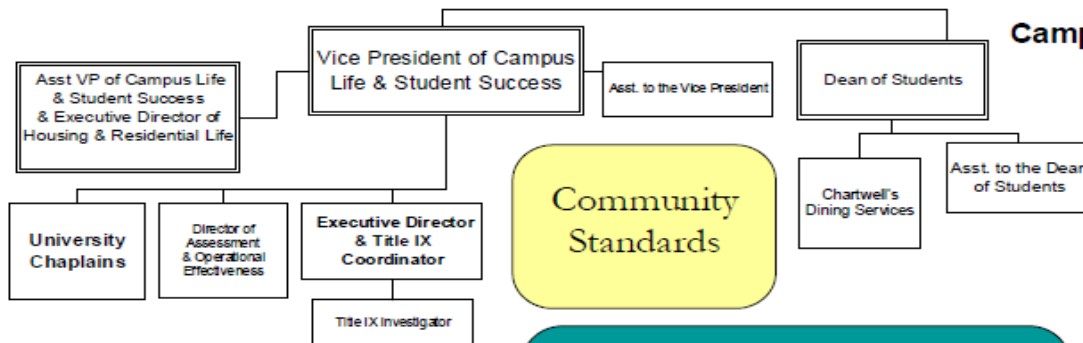 Camp
Vice President of Campus
Life & Student Success
Asst VP of Campus Life
& Student Success
& Executive Director of
Housing & Residential Life
Asst. to the Vice President
Dean of Students
Chartwell's
Dining Services
Asst. to the Dean
of Students
Community
Standards
University
Chaplains
Director of
Assessment
& Operational
Effectiveness
Executive Director
& Title IX
Coordinator
Title IX Investigator